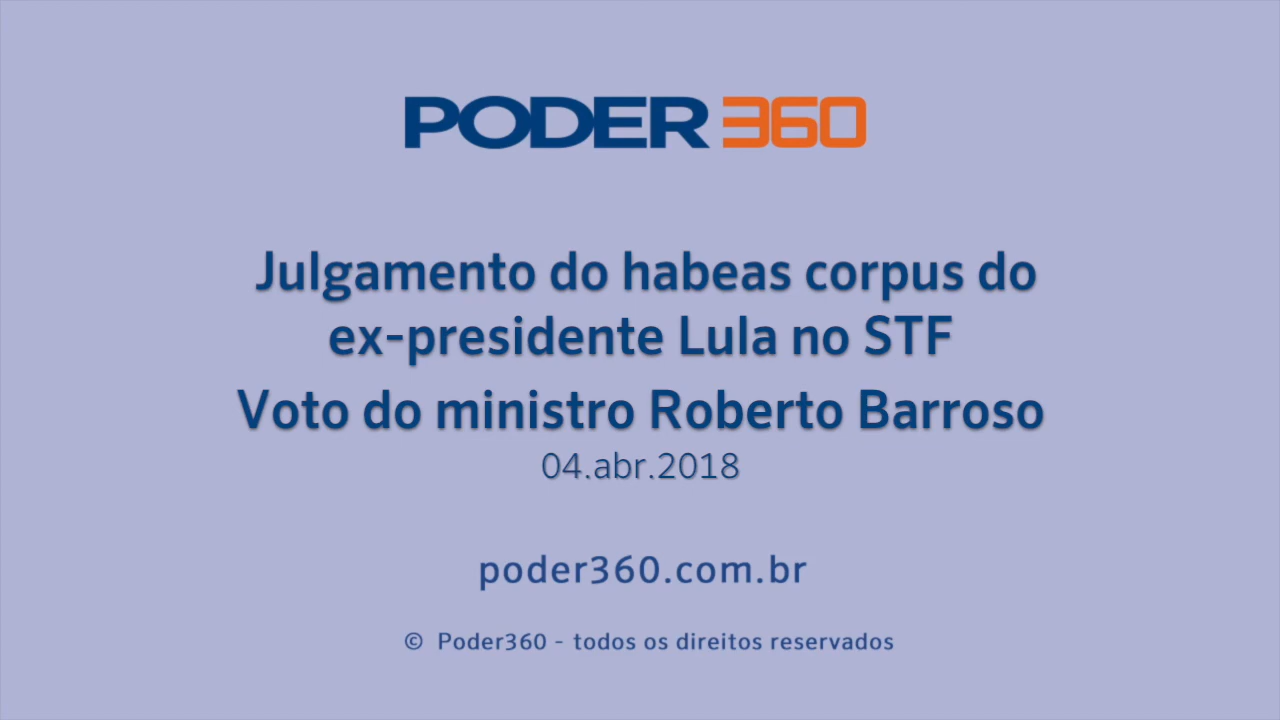 PODER 360
Julgamento do habeas corpus do
ex-presidente Lula no STF
Voto do ministro Roberto Barroso
04.abr.2018
poder360.com.br
© Poder360 - todos os direitos reservados